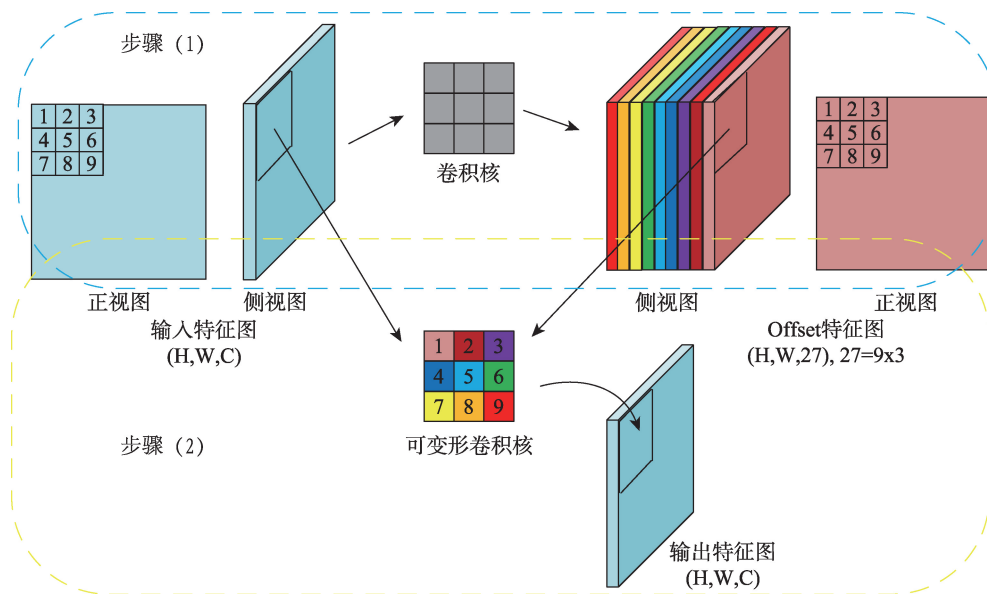 步骤 (1)
1 2 3
4 5 6
7 8 9
卷积核
1 2 3
4 5 6
7 8 9
正视图
侧视图
输入特征图
(H,W,C)
侧视图
正视图
Offset特征图
(H,W,27), 27=9x3
1 2 3
4 5 6
7 8 9
可变形卷积核
步骤 (2)
输出特征图
(H,W,C)